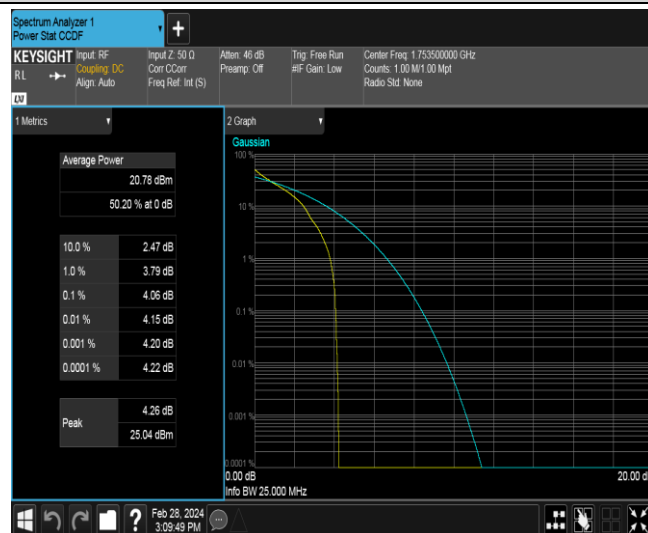 Spectrum Analyzer 1
Power Stat CCDF
+
KEYSIGHT
RL
LXI
Input: RF
Coupling: DC
Align: Auto
Input Z: 50 Ω
Corr CCorr
Freq Ref: Int (S)
Atten: 46 dB
Preamp: Off
Trig: Free Run
#IF Gain: Low
Center Freq: 1.753500000 GHz
Counts: 1.00 M/1.00 Mpt
Radio Std: None
1 Metrics
Average Power
20.78 dBm
50.20 % at 0 dB
10.0 % 2.47 dB
1.0 % 3.79 dB
0.1 % 4.06 dB
0.01 % 4.15 dB
0.001 % 4.20 dB
0.0001 % 4.22 dB
Peak 4.26 dB
25.04 dBm
2 Graph
Gaussian
100 %
10 %
1 %
0.1 %
0.01 %
0.001 %
0.0001 %
0.00 dB 20.00 d
Info BW 25.000 MHz
? Feb 28, 2024
3:09:49 PM